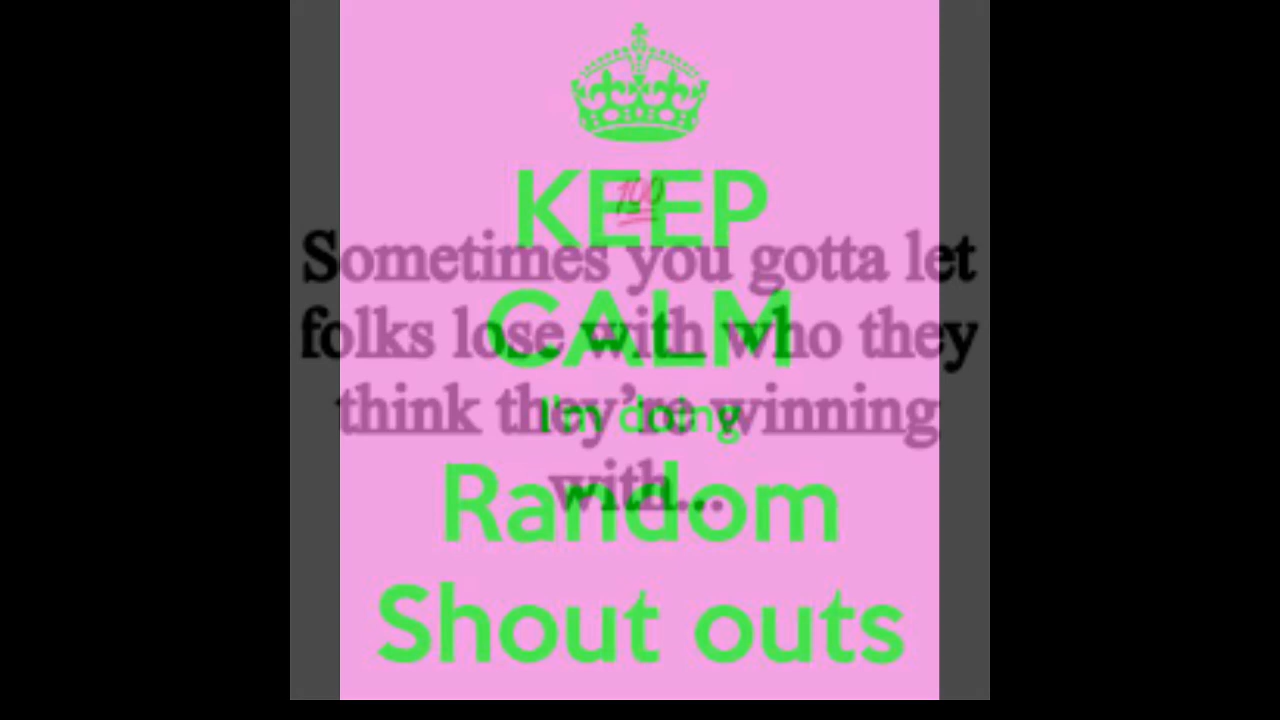 KEEP
💯
Sometimes you gotta let
CALM
folks lose with who they
I'm doing
think they’re winning
with...
Random
Shout outs